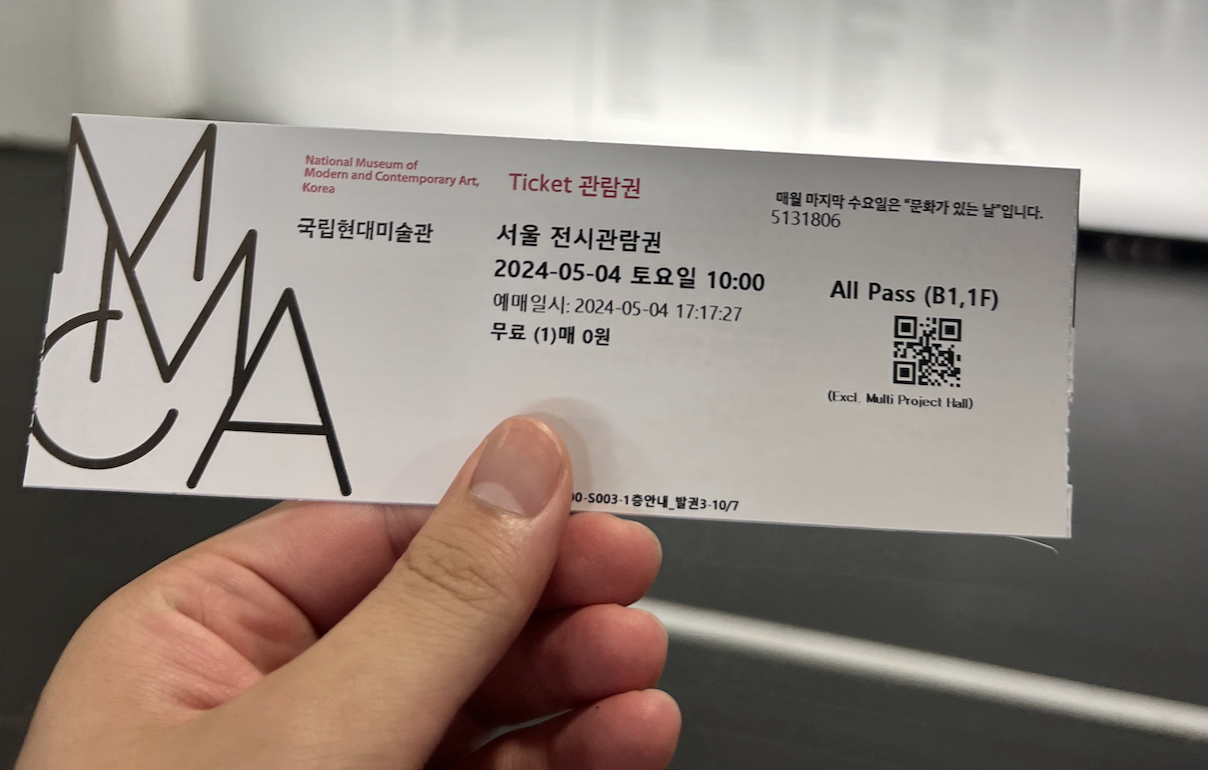 MMCA
National Museum of
Modern and Contemporary Art,
Korea
국립현대미술관
Ticket 관람권
서울 전시관람권
2024-05-04 토요일 10:00
예매일시: 2024-05-04 17:17:27
무료 (1)매 0원
매월 마지막 수요일은 "문화가 있는 날"입니다.
5131806
All Pass (B1,1F)
(Excl. Multi Project Hall)
00-S003-1층안내_발권3-10/7